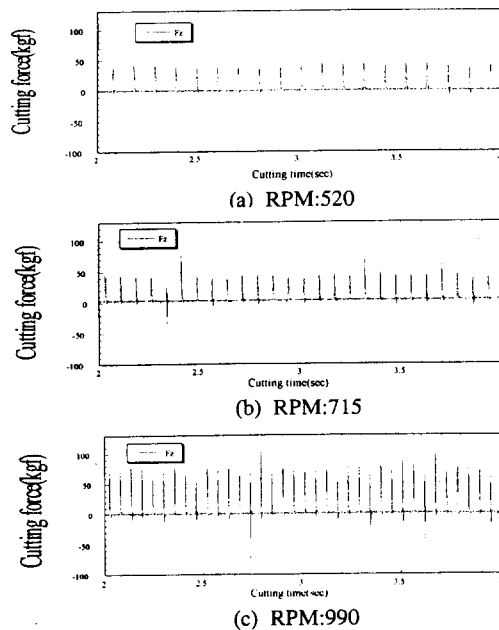 Cutting force(kgf)
100
50
0
-50
-100
Fz
2
2.5
3
3.5
Cutting time(sec)
(a) RPM:520
Cutting force(kgf)
100
50
0
-50
-100
Fz
2
2.5
3
3.5
Cutting time(sec)
(b) RPM:715
Cutting force(kgf)
100
50
0
-50
-100
Fz
2
2.5
3
3.5
Cutting time(sec)
(c) RPM:990